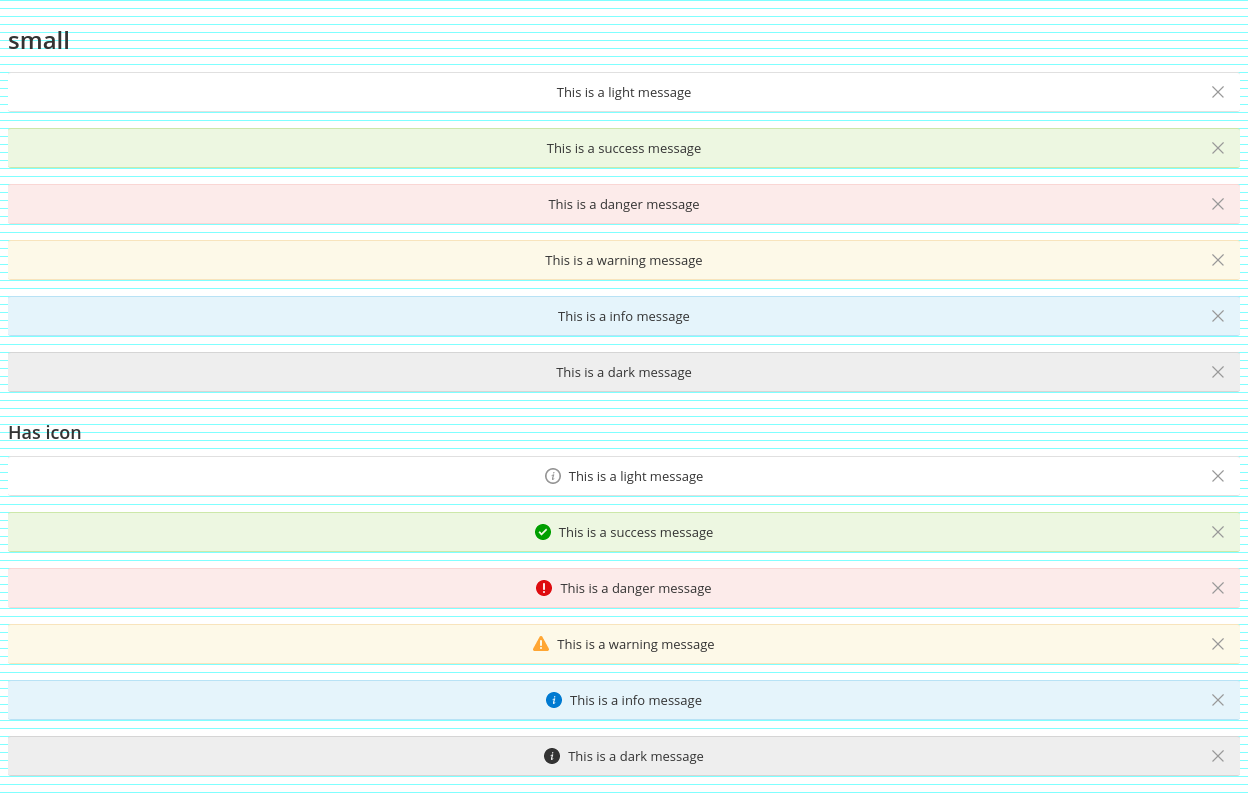 small
This is a light message
This is a success message
This is a danger message
This is a warning message
This is a info message
This is a dark message
Has icon
This is a light message
This is a success message
This is a danger message
This is a warning message
This is a info message
This is a dark message